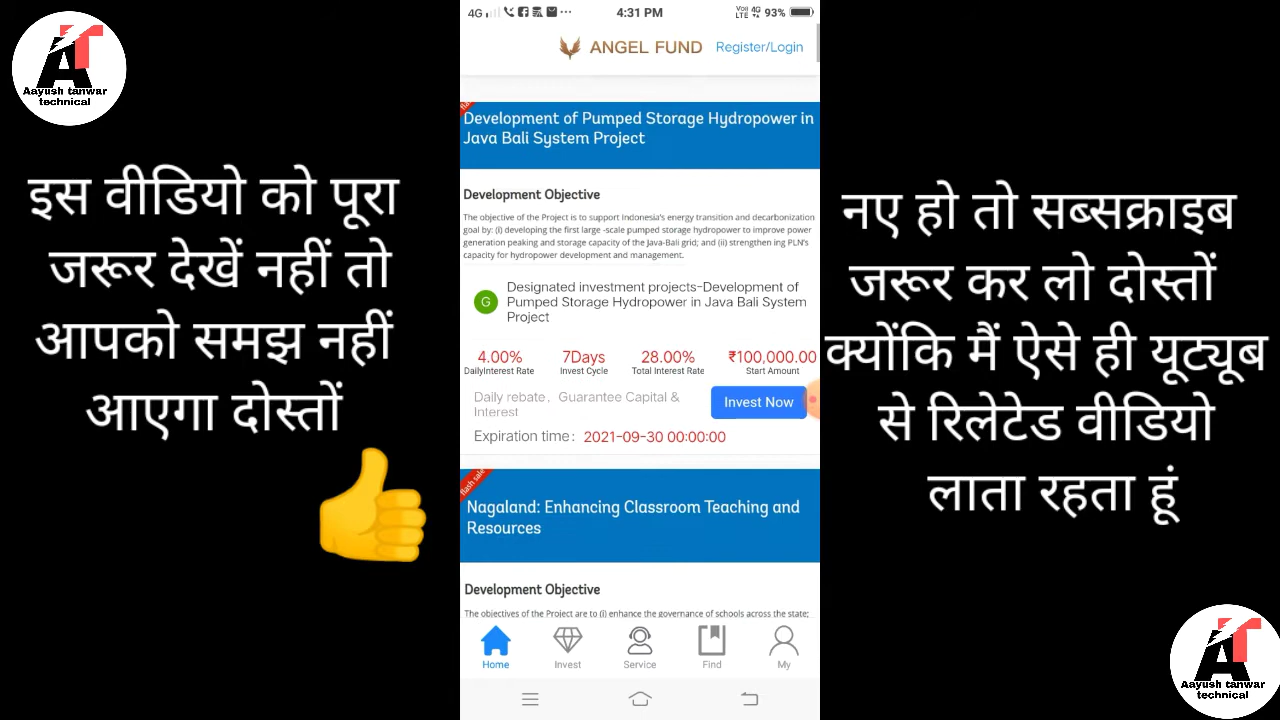 Aayush tanwar
technical
इस वीडियो को पूरा
जरूर देखें नहीं तो
आपको समझ नहीं
आएगा दोस्तों
4G
4:31 PM
LTE 4G 93%
ANGEL FUND
Register/Login
Development of Pumped Storage Hydropower in
Java Bali System Project
Development Objective
The objective of the Project is to support Indonesia's energy transition and decarbonization
goal by: (i) developing the first large -scale pumped storage hydropower to improve power
generation peaking and storage capacity of the Java-Bali grid; and (ii) strengthen ing PLN's
capacity for hydropower development and management.
G
Designated investment projects-Development of
Pumped Storage Hydropower in Java Bali System
Project
4.00% 7Days 28.00% ₹100,000.00
DailyInterest Rate Invest Cycle Total Interest Rate Start Amount
Daily rebate, Guarantee Capital &
Interest
Invest Now
Expiration time: 2021-09-30 00:00:00
flash sale
Nagaland: Enhancing Classroom Teaching and
Resources
Development Objective
The objectives of the Project are to (i) enhance the governance of schools across the state;
Home Invest Service Find My
नए हो तो सब्सक्राइब
जरूर कर लो दोस्तों
क्योंकि मैं ऐसे ही यूट्यूब
से रिलेटेड वीडियो
लाता रहता हूं
Aayush tanwar
technical